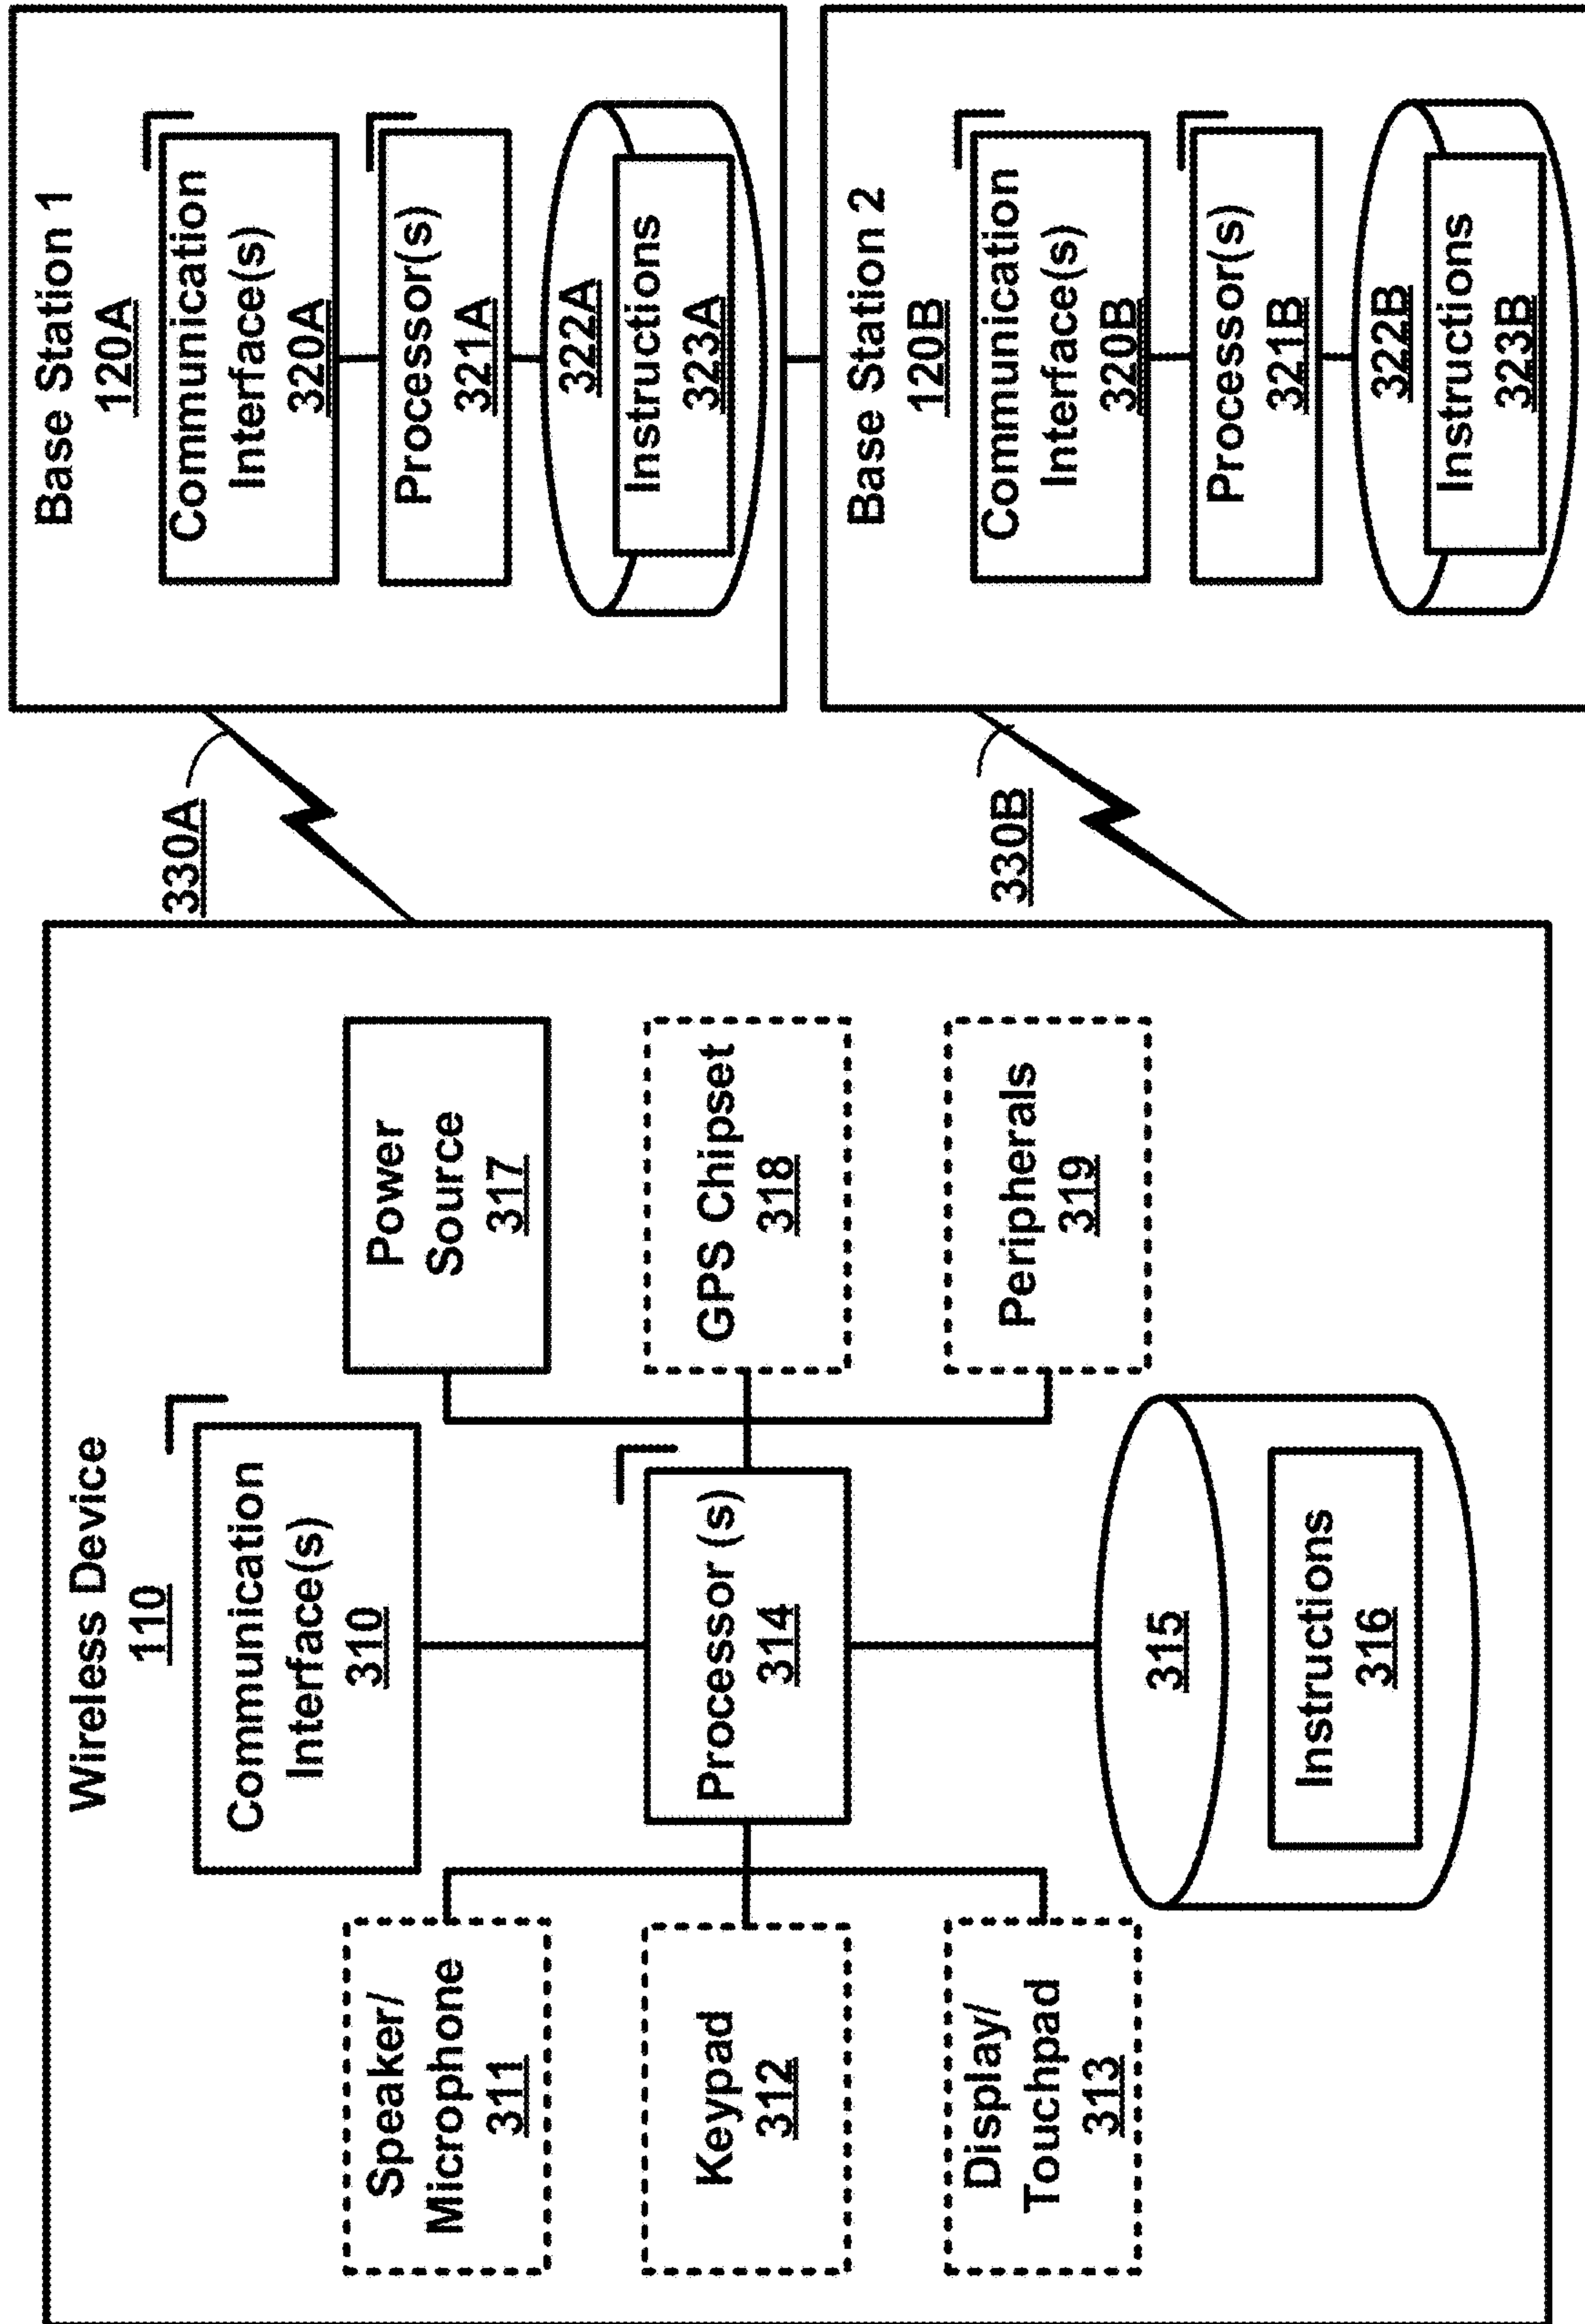 Wireless Device
110
Communication
Interface(s)
310
Speaker/
Microphone
311
Keypad
312
Display/
Touchpad
313
Processor (s)
314
Power
Source
317
GPS Chipset
318
Peripherals
319
315
Instructions
316
330A
330B
Base Station 1
120A
Communication
Interface(s)
320A
Processor(s)
321A
322A
Instructions
323A
Base Station 2
120B
Communication
Interface(s)
320B
Processor(s)
321B
322B
Instructions
323B